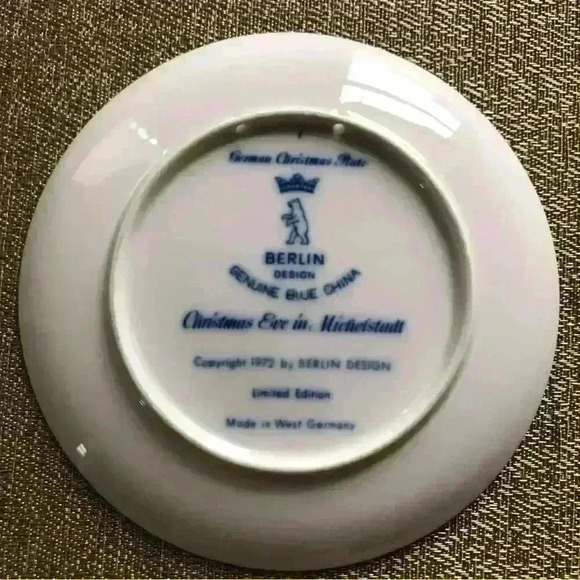 German Christmas Plate
BERLIN
DESIGN
GENUINE BLUE CHINA
Christmas Eve in Michelstadt
Copyright 1972 by BERLIN DESIGN
Limited Edition
Made in West Germany